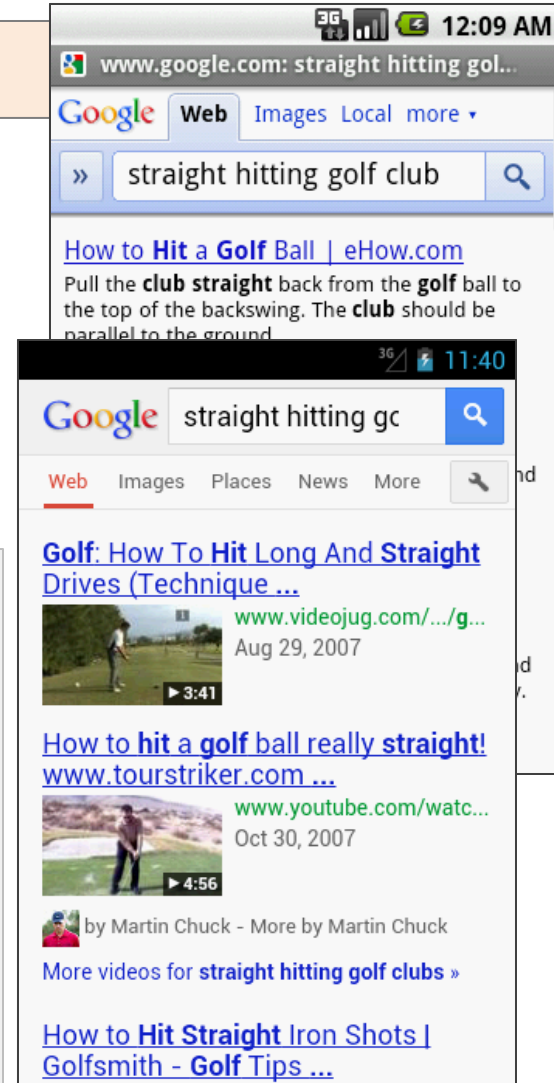 3G 12:09 AM
www.google.com: straight hitting gol...
Google Web Images Local more ▾
» straight hitting golf club
How to Hit a Golf Ball | eHow.com
Pull the club straight back from the golf ball to
the top of the backswing. The club should be
parallel to the ground
3G 11:40
Google straight hitting gc
Web Images Places News More
Golf: How To Hit Long And Straight
Drives (Technique ...
www.videojug.com/.../g...
Aug 29, 2007
▶ 3:41
How to hit a golf ball really straight!
www.tourstriker.com ...
www.youtube.com/watc...
Oct 30, 2007
▶ 4:56
by Martin Chuck - More by Martin Chuck
More videos for straight hitting golf clubs »
How to Hit Straight Iron Shots |
Golfsmith - Golf Tips ...